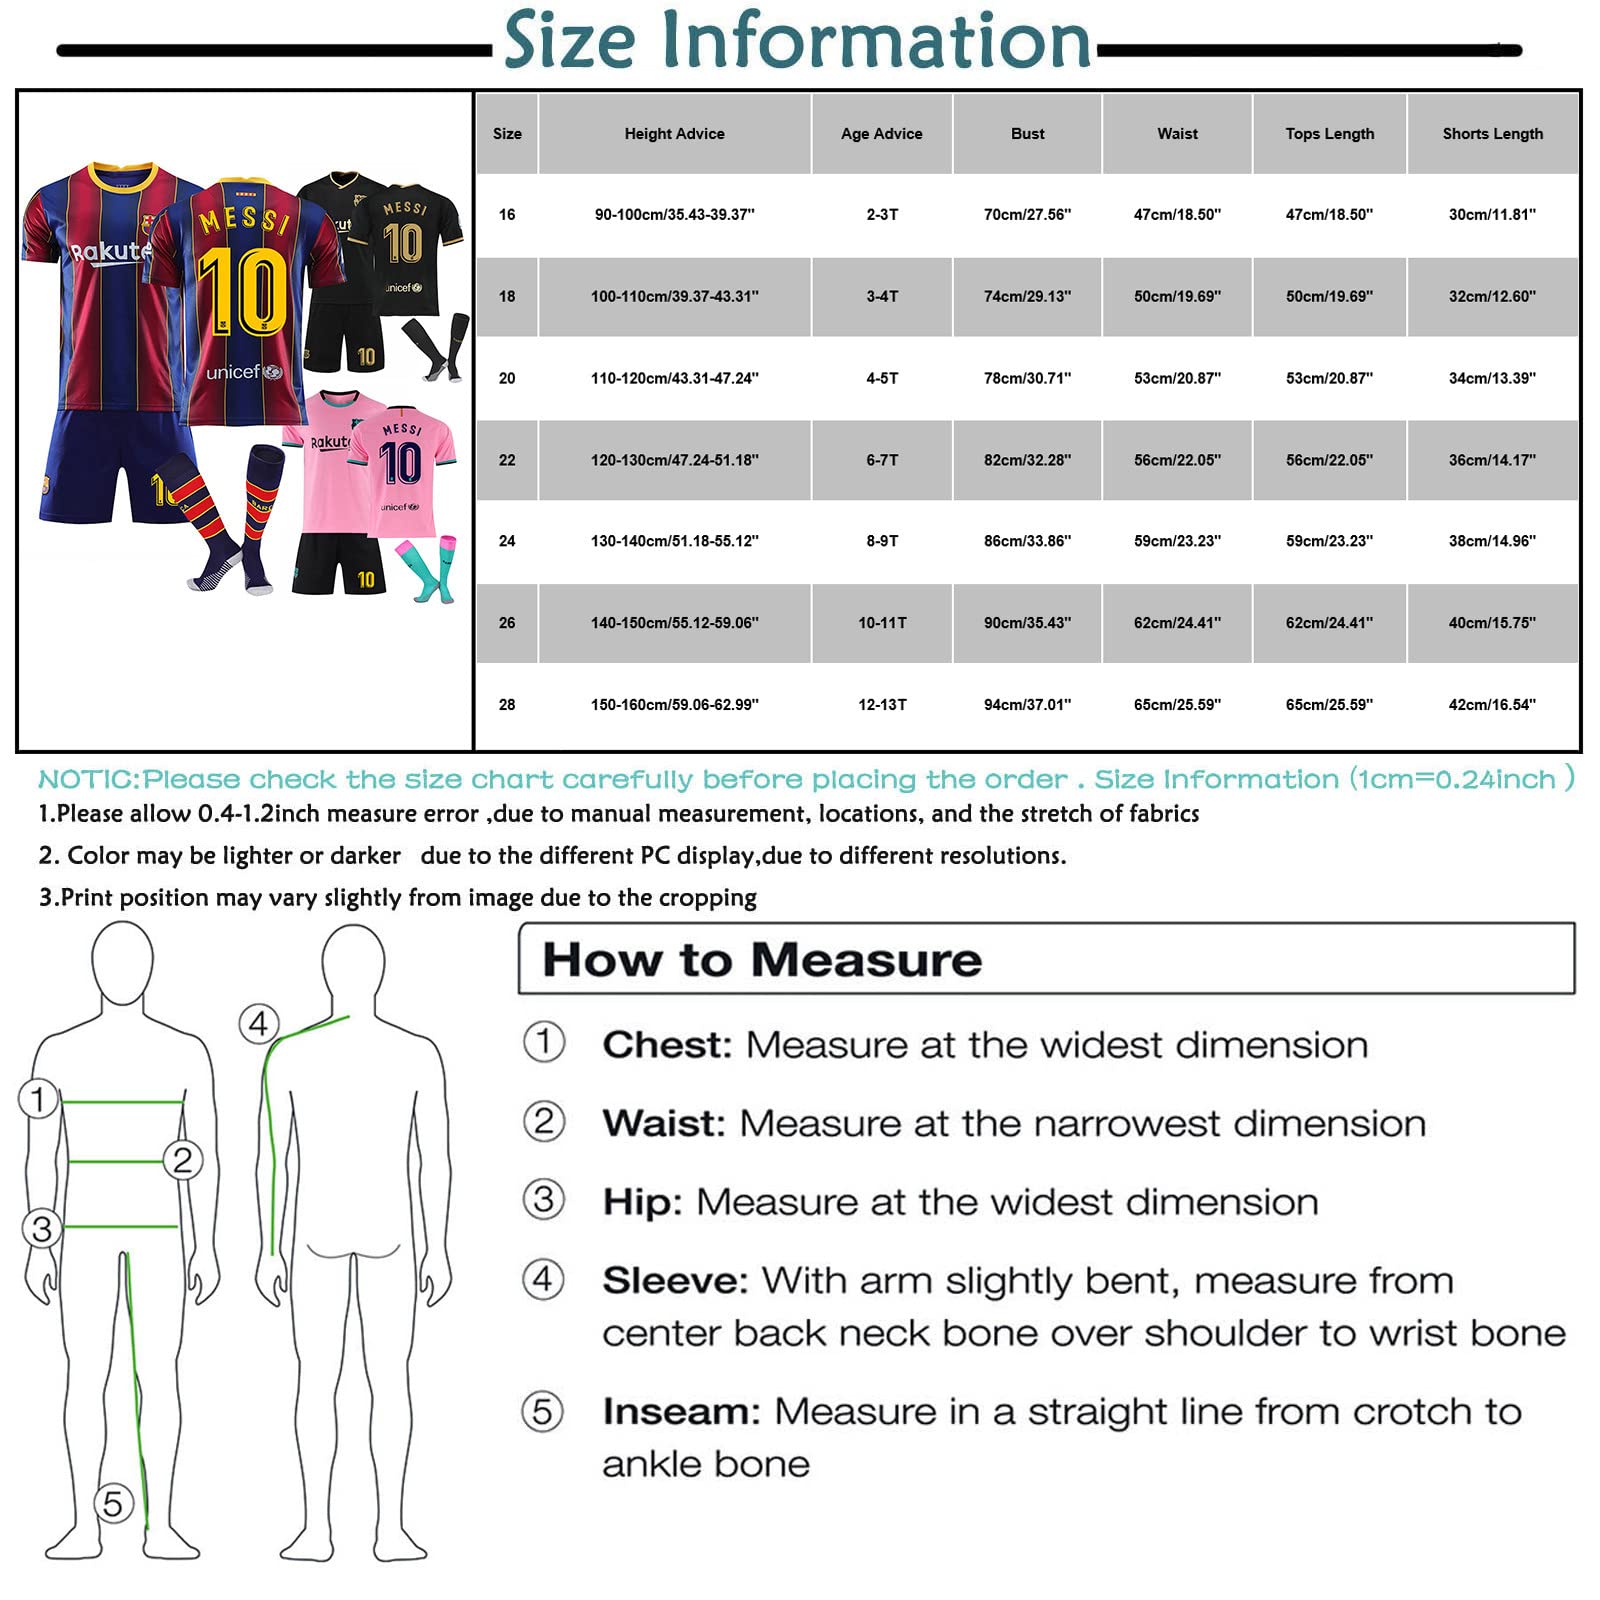 Size Information
Size Height Advice Age Advice Bust Waist Tops Length Shorts Length
16 90-100cm/35.43-39.37" 2-3T 70cm/27.56" 47cm/18.50" 47cm/18.50" 30cm/11.81"
18 100-110cm/39.37-43.31" 3-4T 74cm/29.13" 50cm/19.69" 50cm/19.69" 32cm/12.60"
20 110-120cm/43.31-47.24" 4-5T 78cm/30.71" 53cm/20.87" 53cm/20.87" 34cm/13.39"
22 120-130cm/47.24-51.18" 6-7T 82cm/32.28" 56cm/22.05" 56cm/22.05" 36cm/14.17"
24 130-140cm/51.18-55.12" 8-9T 86cm/33.86" 59cm/23.23" 59cm/23.23" 38cm/14.96"
26 140-150cm/55.12-59.06" 10-11T 90cm/35.43" 62cm/24.41" 62cm/24.41" 40cm/15.75"
28 150-160cm/59.06-62.99" 12-13T 94cm/37.01" 65cm/25.59" 65cm/25.59" 42cm/16.54"
Rakute
MESSI
10
unicef
10
MESSI
10
unicef
10
Rakute
MESSI
10
unicef
10
NOTIC:Please check the size chart carefully before placing the order . Size Information (1cm=0.24inch )
1.Please allow 0.4-1.2inch measure error ,due to manual measurement, locations, and the stretch of fabrics
2. Color may be lighter or darker due to the different PC display,due to different resolutions.
3.Print position may vary slightly from image due to the cropping
1
2
3
4
5
How to Measure
1 Chest: Measure at the widest dimension
2 Waist: Measure at the narrowest dimension
3 Hip: Measure at the widest dimension
4 Sleeve: With arm slightly bent, measure from
center back neck bone over shoulder to wrist bone
5 Inseam: Measure in a straight line from crotch to
ankle bone